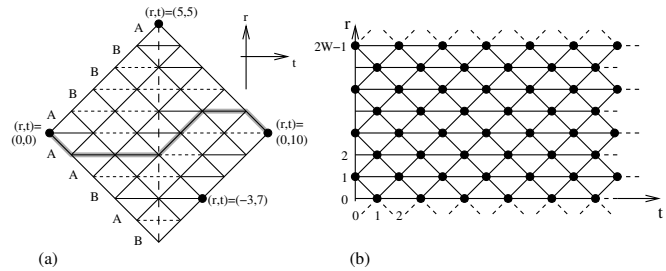 (r,t)=(5,5)
A
r
t
B
B
B
A
(r,t)=
(0,0)
(r,t)=
(0,10)
A
A
B
(r,t)=(−3,7)
A
B
(a)
r
2W−1
2
1
0
0 1 2
t
(b)